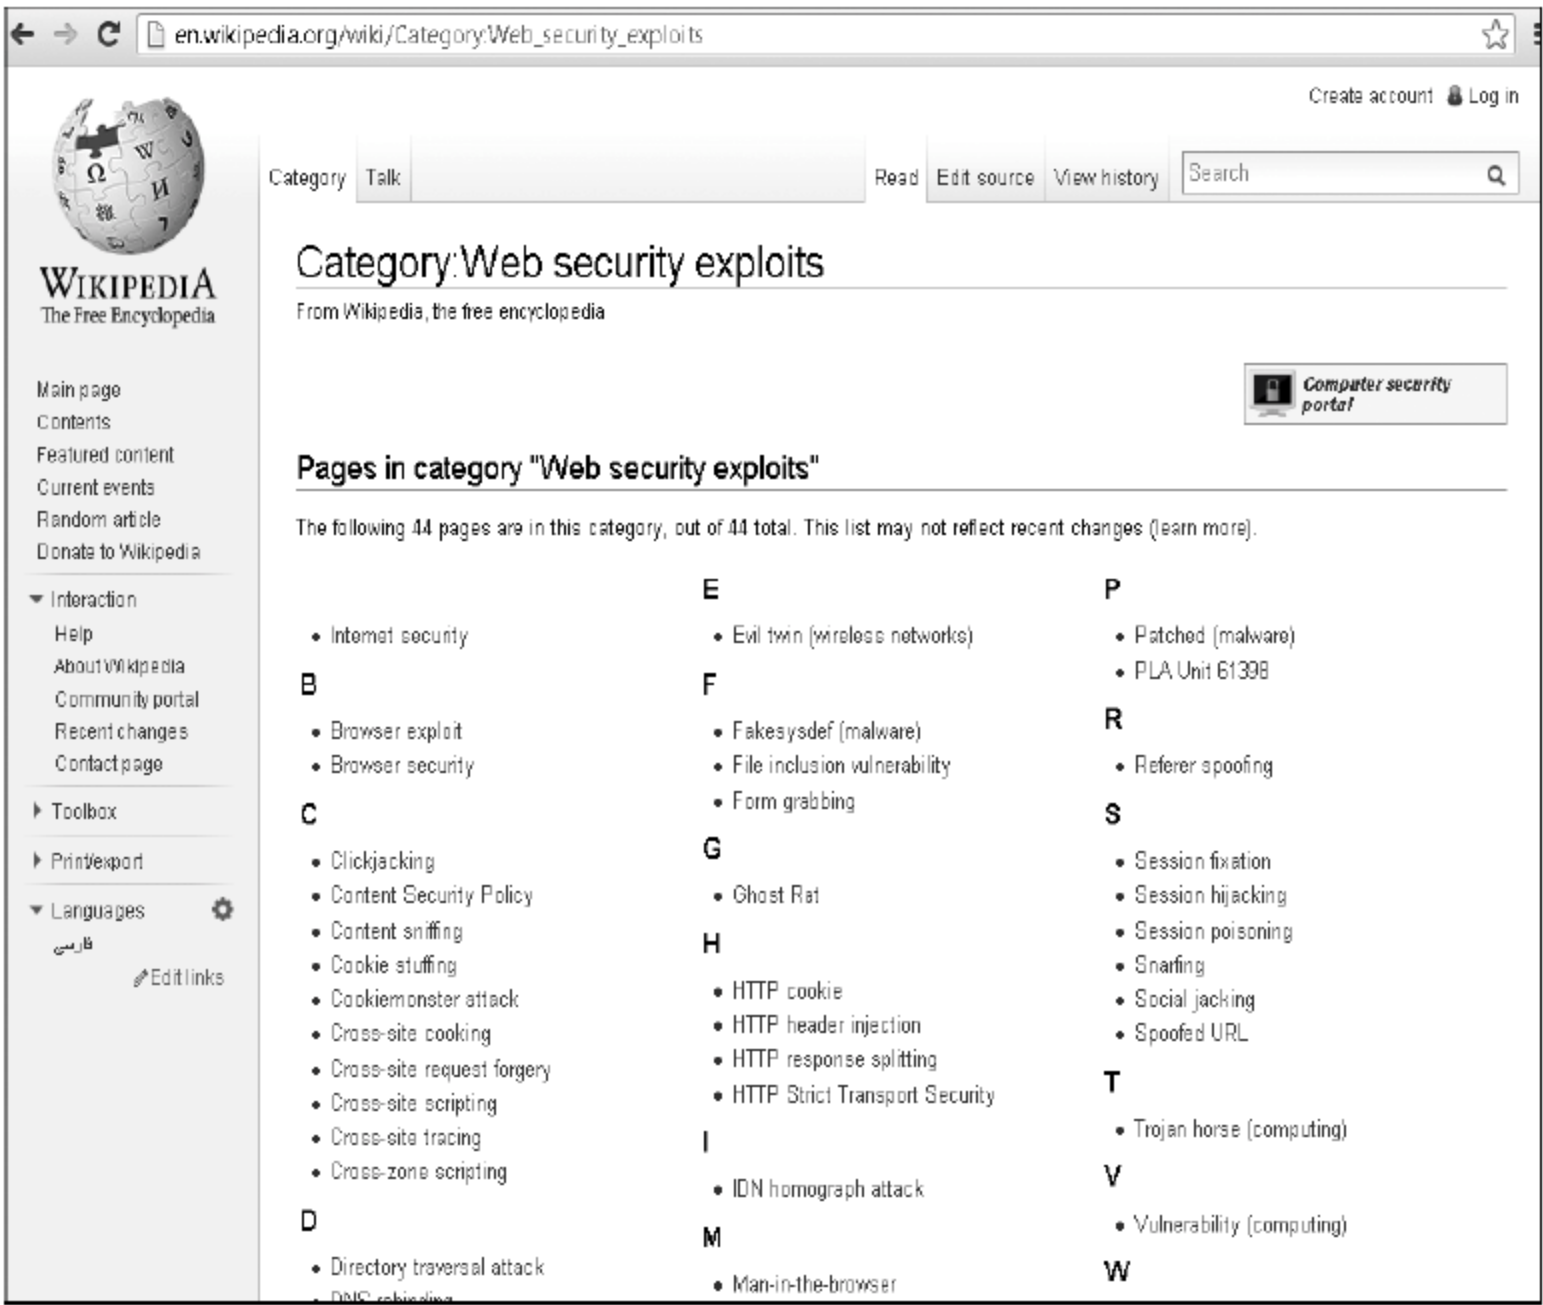 en.wikipedia.org/wiki/Category:Web_security_exploits
Create account Log in
Category Talk Read Edit source View history Search
WIKIPEDIA
The Free Encyclopedia
Main page
Contents
Featured content
Current events
Random article
Donate to Wikipedia
Interaction
Help
About Wikipedia
Community portal
Recent changes
Contact page
Toolbox
Print/export
Languages
فارسی
Edit links
Category:Web security exploits
From Wikipedia, the free encyclopedia
Computer security
portal
Pages in category "Web security exploits"
The following 44 pages are in this category, out of 44 total. This list may not reflect recent changes (learn more).
Internet security
B
Browser exploit
Browser security
C
Clickjacking
Content Security Policy
Content sniffing
Cookie stuffing
Cookiemonster attack
Cross-site cooking
Cross-site request forgery
Cross-site scripting
Cross-site tracing
Cross-zone scripting
D
Directory traversal attack
DNS rebinding
E
Evil twin (wireless networks)
F
Fakesysdef (malware)
File inclusion vulnerability
Form grabbing
G
Ghost Rat
H
HTTP cookie
HTTP header injection
HTTP response splitting
HTTP Strict Transport Security
I
IDN homograph attack
M
Man-in-the-browser
P
Patched (malware)
PLA Unit 61398
R
Referer spoofing
S
Session fixation
Session hijacking
Session poisoning
Snarfing
Social jacking
Spoofed URL
T
Trojan horse (computing)
V
Vulnerability (computing)
W